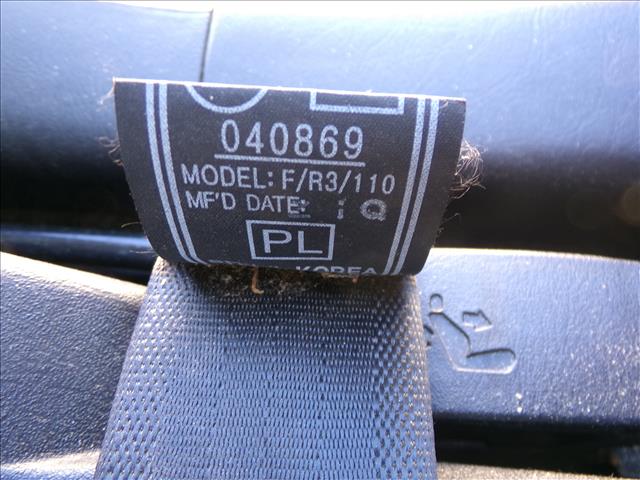 040869
MODEL: F/R3/110
MF'D DATE: Q
PL
KOREA